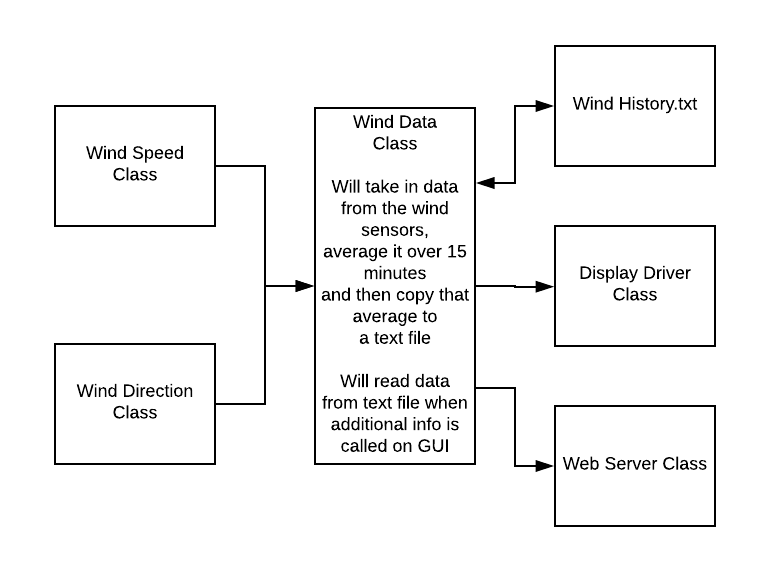 Wind Speed
Class
Wind Direction
Class
Wind Data
Class
Will take in data
from the wind
sensors,
average it over 15
minutes
and then copy that
average to
a text file
Will read data
from text file when
additional info is
called on GUI
Wind History.txt
Display Driver
Class
Web Server Class